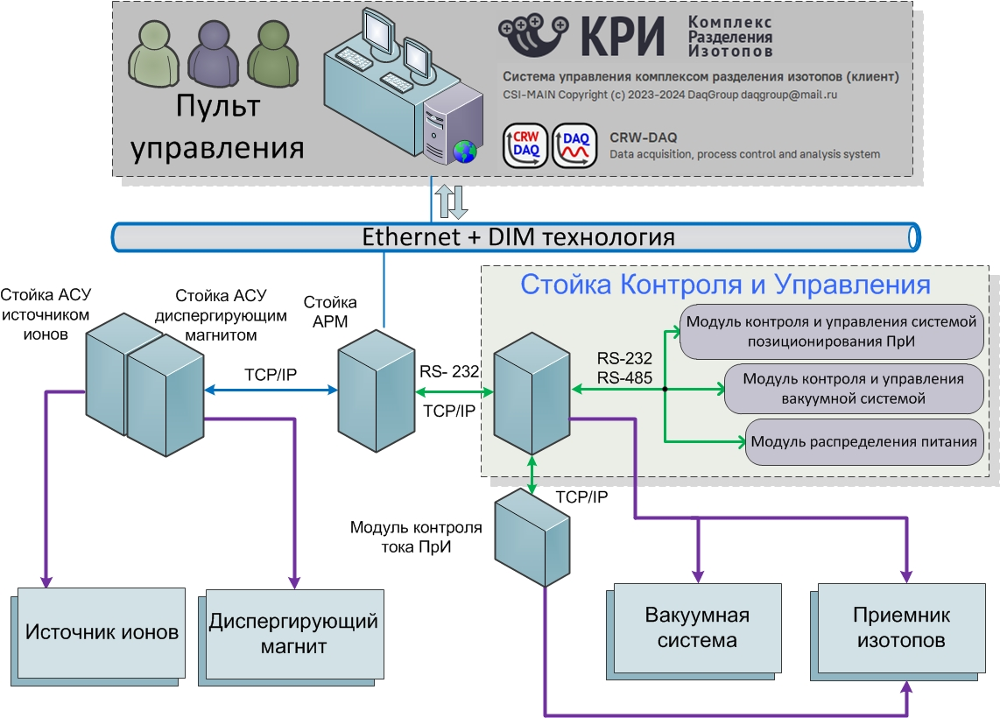 Пульт
управления
КРИ
Комплекс
Разделения
Изотопов
Система управления комплексом разделения изотопов (клиент)
CSI-MAIN Copyright (c) 2023-2024 DaqGroup daqgroup@mail.ru
CRW
DAQ
DAQ
CRW-DAQ
Data acquisition, process control and analysis system
Ethernet + DIM технология
Стойка АСУ
источником
ионов
Стойка АСУ
диспергирующим
магнитом
Стойка
АРМ
TCP/IP
RS- 232
TCP/IP
Стойка Контроля и Управления
RS-232
RS-485
Модуль контроля и управления системой
позиционирования ПрИ
Модуль контроля и управления
вакуумной системой
Модуль распределения питания
TCP/IP
Модуль контроля
тока ПрИ
Источник ионов
Диспергирующий
магнит
Вакуумная
система
Приемник
изотопов